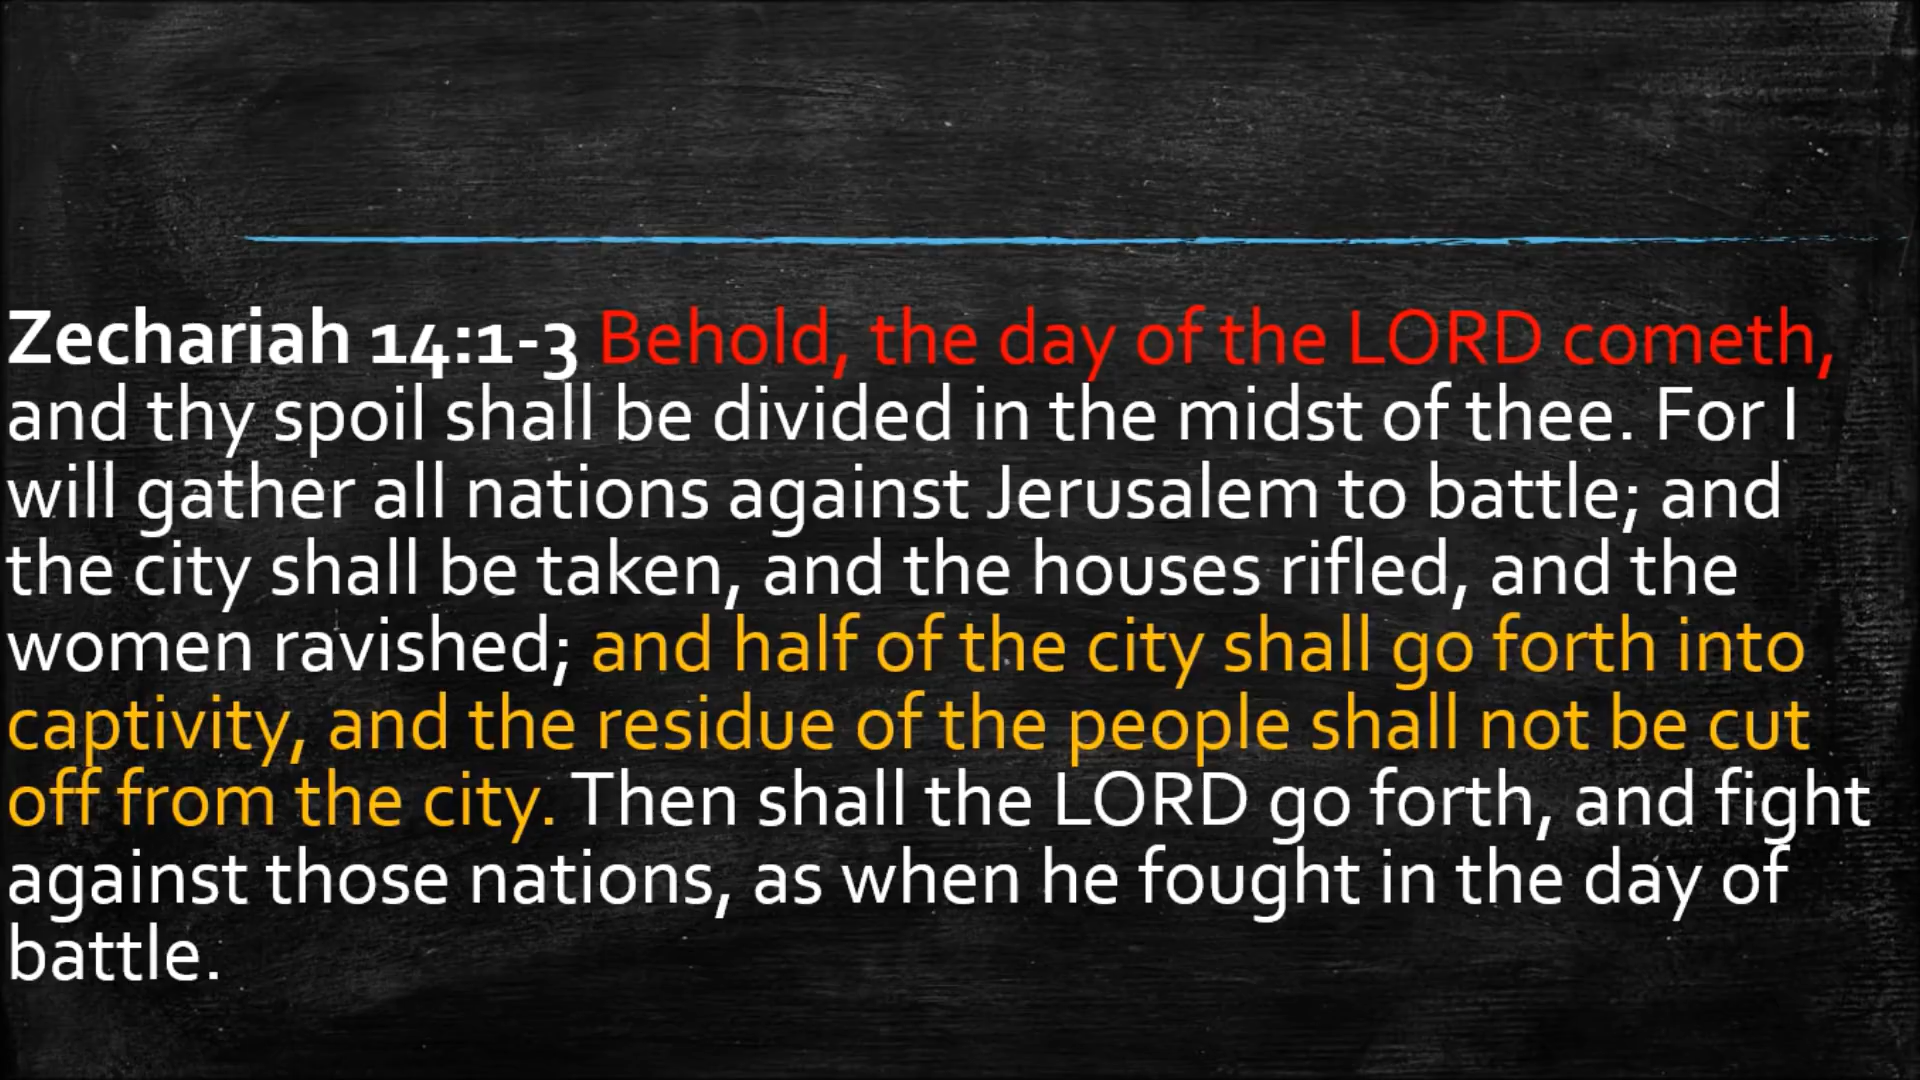 Zechariah 14:1-3 Behold, the day of the LORD cometh,
and thy spoil shall be divided in the midst of thee. For I
will gather all nations against Jerusalem to battle; and
the city shall be taken, and the houses rifled, and the
women ravished; and half of the city shall go forth into
captivity, and the residue of the people shall not be cut
off from the city. Then shall the LORD go forth, and fight
against those nations, as when he fought in the day of
battle.